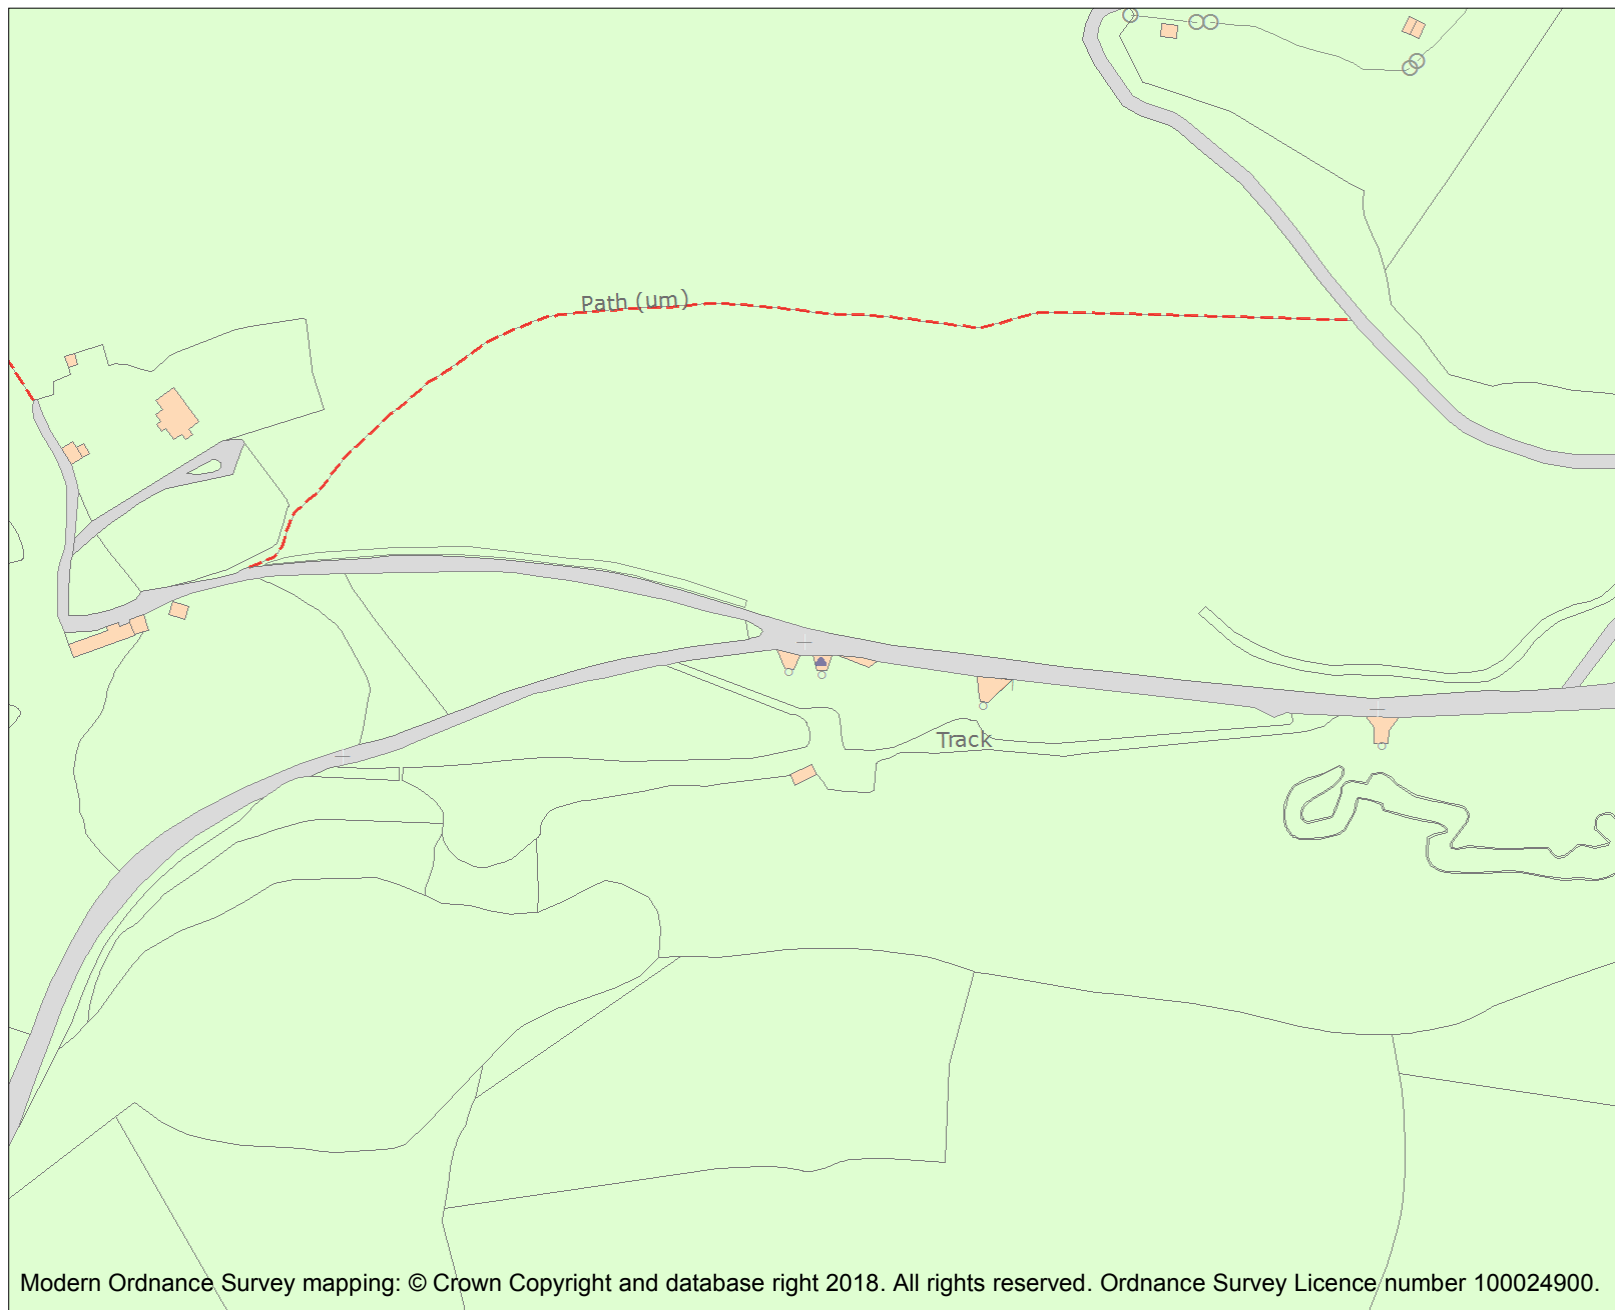 Path (um)
Track
Modern Ordnance Survey mapping: © Crown Copyright and database right 2018. All rights reserved. Ordnance Survey Licence number 100024900.